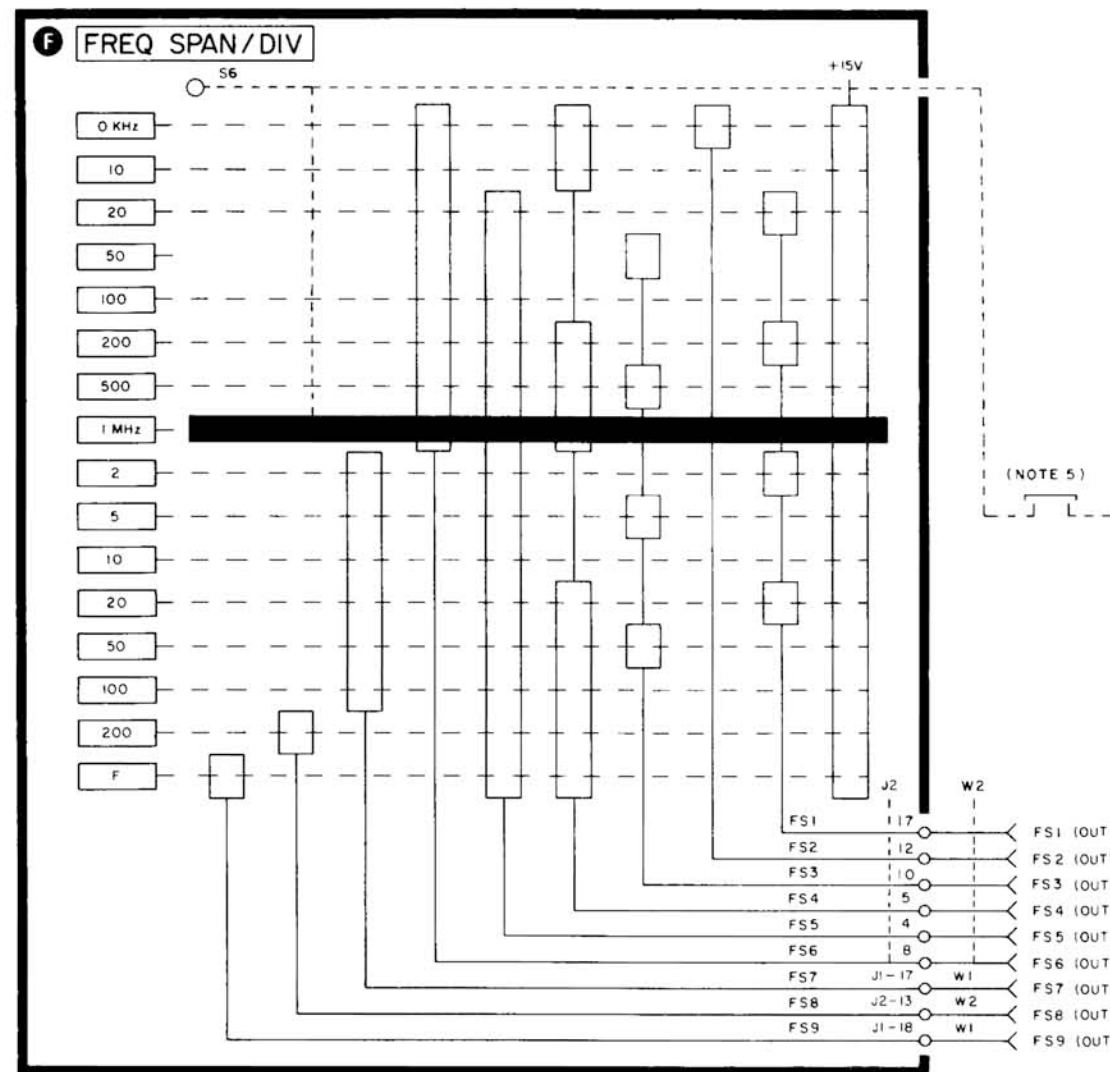 F FREQ SPAN/DIV
S6
+15V
0 KHz
10
20
50
100
200
500
1 MHz
2
5
10
20
50
100
200
F
(NOTE 5)
J2 W2
FS1 17 FS1 (OUT
FS2 12 FS2 (OUT
FS3 10 FS3 (OUT
FS4 5 FS4 (OUT
FS5 4 FS5 (OUT
FS6 8 FS6 (OUT
FS7 J1-17 W1 FS7 (OUT
FS8 J2-13 W2 FS8 (OUT
FS9 J1-18 W1 FS9 (OUT